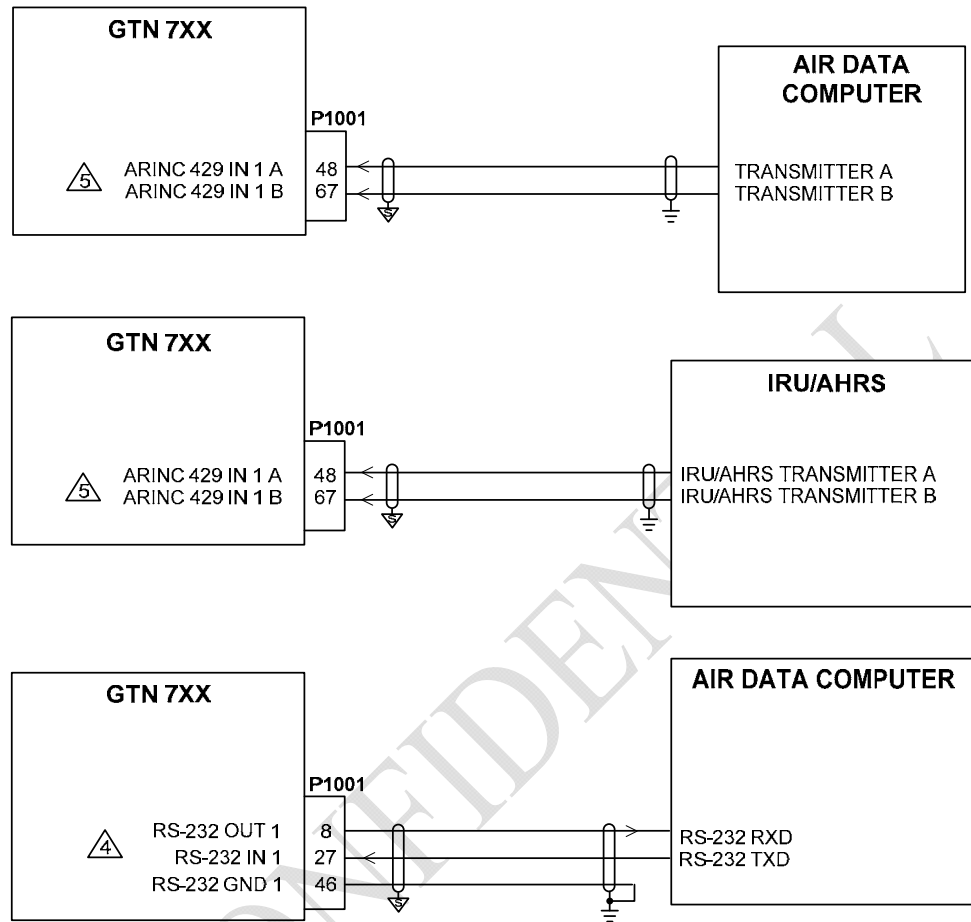 GTN 7XX
AIR DATA
COMPUTER
P1001
5
ARINC 429 IN 1 A 48 TRANSMITTER A
ARINC 429 IN 1 B 67 TRANSMITTER B
S
GTN 7XX
IRU/AHRS
P1001
5
ARINC 429 IN 1 A 48 IRU/AHRS TRANSMITTER A
ARINC 429 IN 1 B 67 IRU/AHRS TRANSMITTER B
S
GTN 7XX
AIR DATA COMPUTER
P1001
4
RS-232 OUT 1 8 RS-232 RXD
RS-232 IN 1 27 RS-232 TXD
RS-232 GND 1 46
S
CONFIDENTIAL